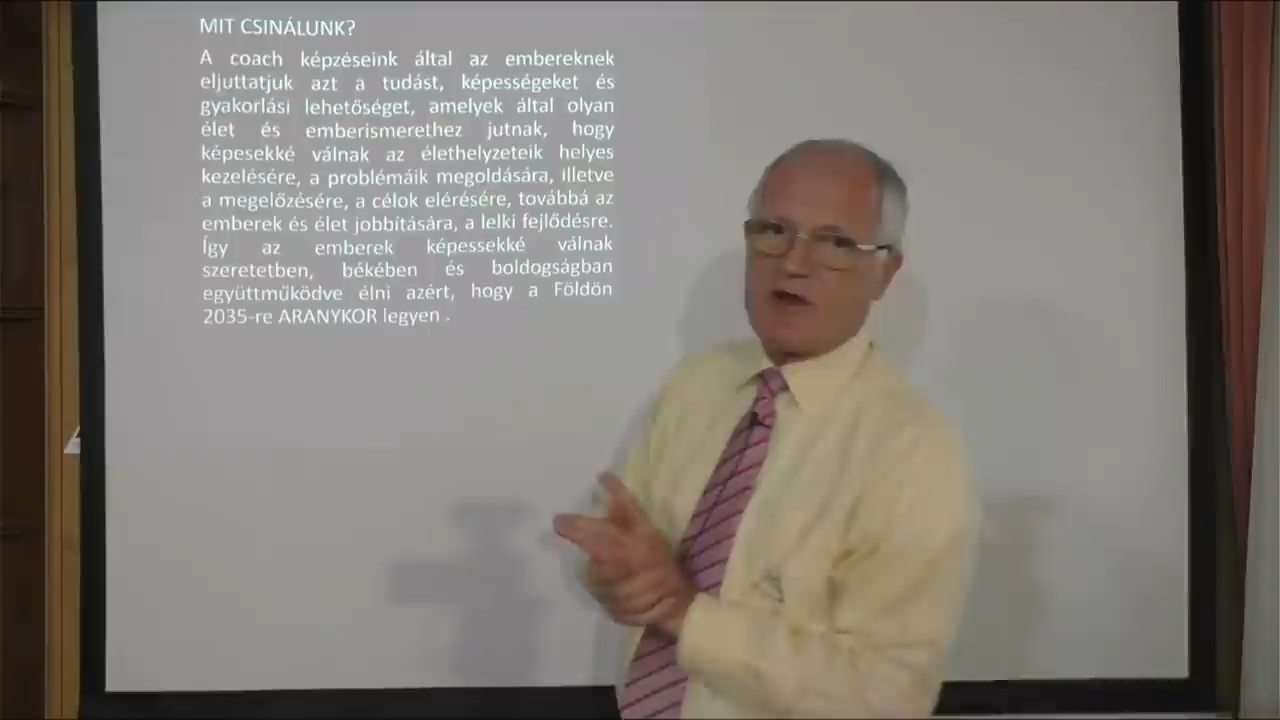 MIT CSINÁLUNK?
A coach képzéseink által az embereknek
eljuttatjuk azt a tudást, képességeket és
gyakorlási lehetőséget, amelyek által olyan
élet és emberismerethez jutnak, hogy
képesekké válnak az élethelyzeteik helyes
kezelésére, a problémáik megoldására, illetve
a megelőzésére, a célok elérésére, továbbá az
emberek és élet jobbítására, a lelki fejlődésre.
Így az emberek képessekké válnak
szeretetben, békében és boldogságban
együttműködve élni azért, hogy a Földön
2035-re ARANYKOR legyen .